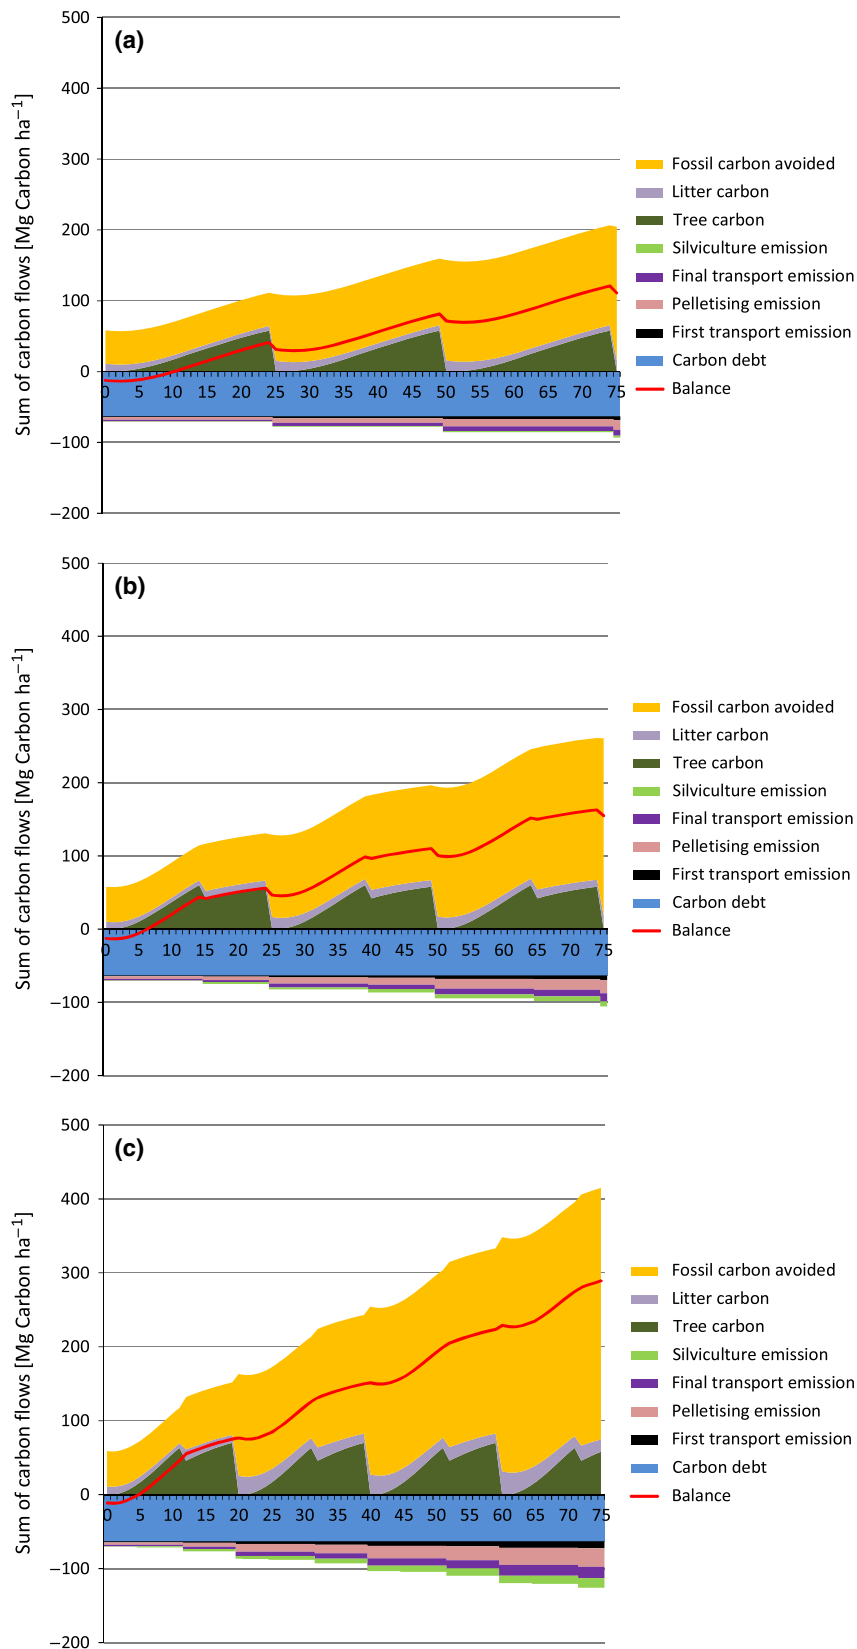 (a)
500
400
300
200
100
0
−100
−200
Sum of carbon flows [Mg Carbon ha−1]
0 5 10 15 20 25 30 35 40 45 50 55 60 65 70 75
Fossil carbon avoided
Litter carbon
Tree carbon
Silviculture emission
Final transport emission
Pelletising emission
First transport emission
Carbon debt
Balance
(b)
500
400
300
200
100
0
−100
−200
Sum of carbon flows [Mg Carbon ha−1]
0 5 10 15 20 25 30 35 40 45 50 55 60 65 70 75
Fossil carbon avoided
Litter carbon
Tree carbon
Silviculture emission
Final transport emission
Pelletising emission
First transport emission
Carbon debt
Balance
(c)
500
400
300
200
100
0
−100
−200
Sum of carbon flows [Mg Carbon ha−1]
0 5 10 15 20 25 30 35 40 45 50 55 60 65 70 75
Fossil carbon avoided
Litter carbon
Tree carbon
Silviculture emission
Final transport emission
Pelletising emission
First transport emission
Carbon debt
Balance